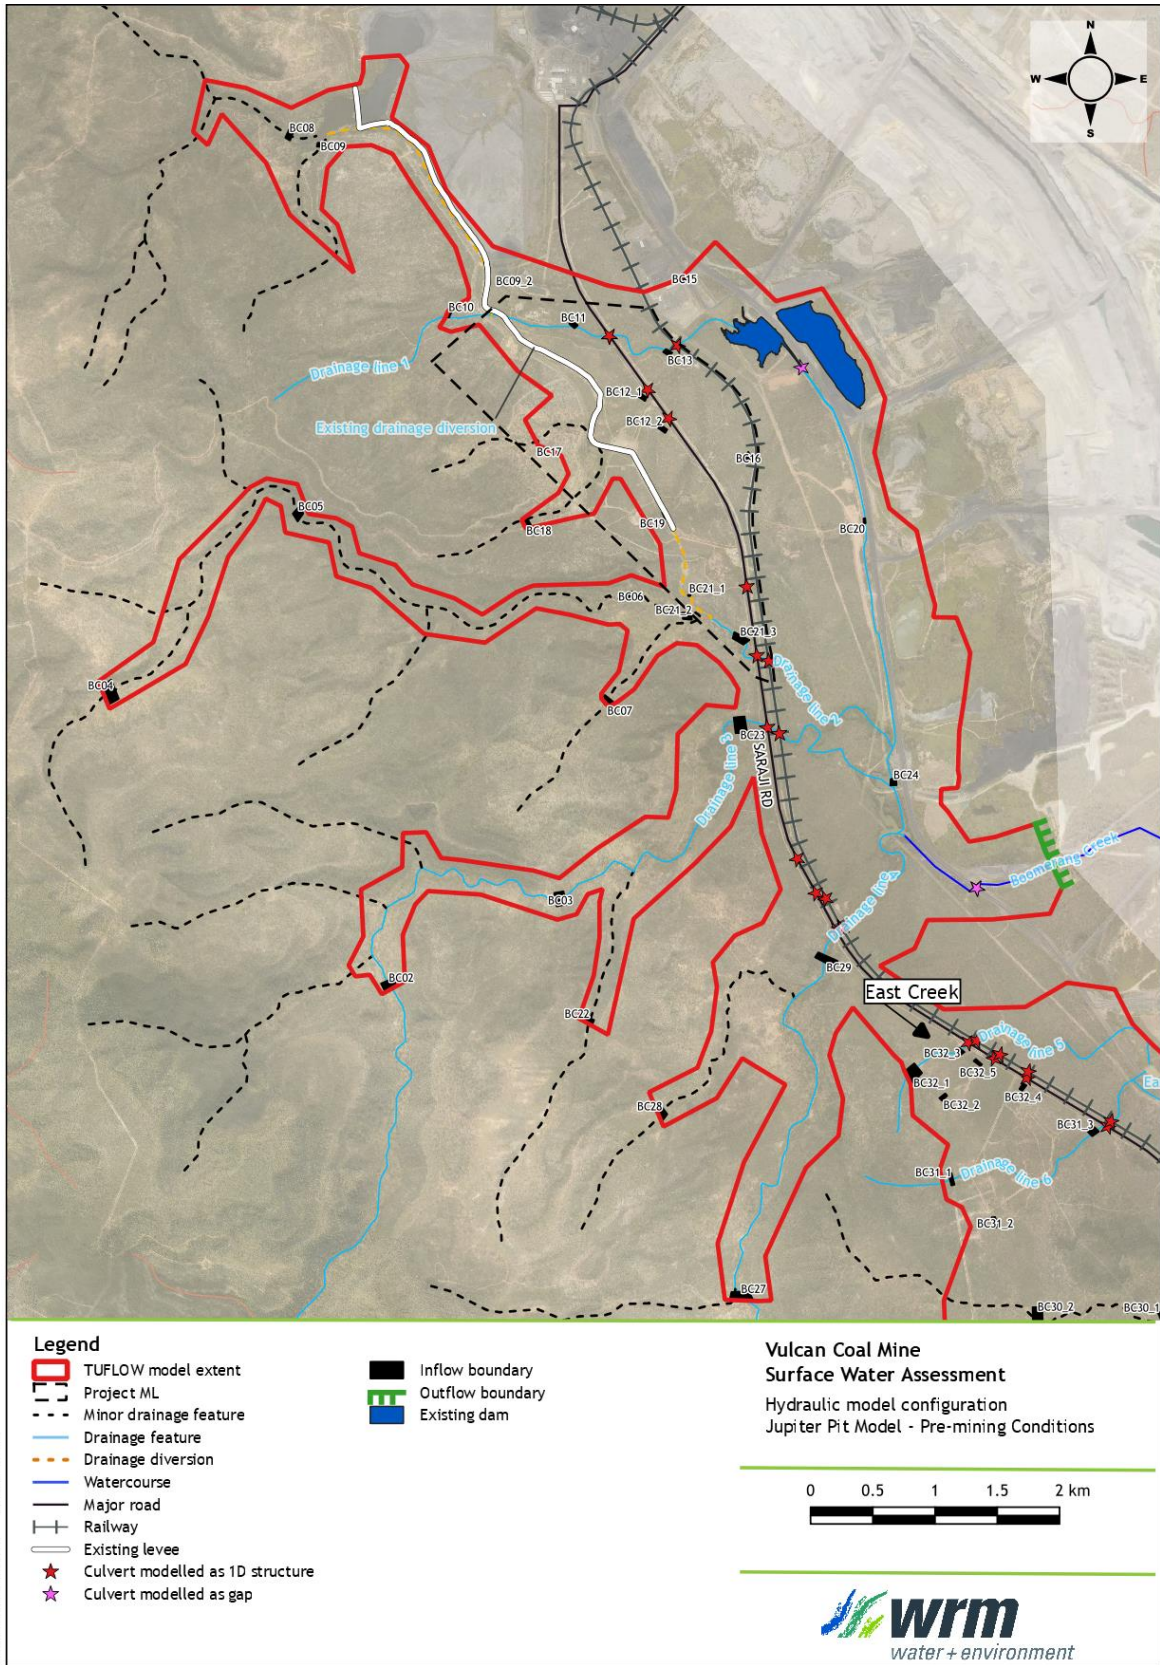 N
W E
S
BC08
BC09
BC09_2
BC15
BC10
BC11
BC13
Drainage line 1
BC12_1
Existing drainage diversion
BC12_2
BC17
BC16
BC05
BC18
BC19
BC20
BC21_1
BC06
BC21_2
BC21_3
BC04
Drainage line 2
BC07
BC23
Drainage line 3
SARAJI RD
BC24
Boomerang Creek
BC03
Drainage line 4
BC29
BC02
East Creek
BC22
Drainage line 5
BC32_3
BC32_5
BC32_1
BC32_4
BC32_2
Ea
BC28
BC31_3
BC31_1
Drainage line 6
BC31_2
BC27
BC30_2
BC30_1
Legend
TUFLOW model extent
Project ML
Minor drainage feature
Drainage feature
Drainage diversion
Watercourse
Major road
Railway
Existing levee
Culvert modelled as 1D structure
Culvert modelled as gap
Inflow boundary
Outflow boundary
Existing dam
Vulcan Coal Mine
Surface Water Assessment
Hydraulic model configuration
Jupiter Pit Model - Pre-mining Conditions
0 0.5 1 1.5 2 km
wrm
water + environment